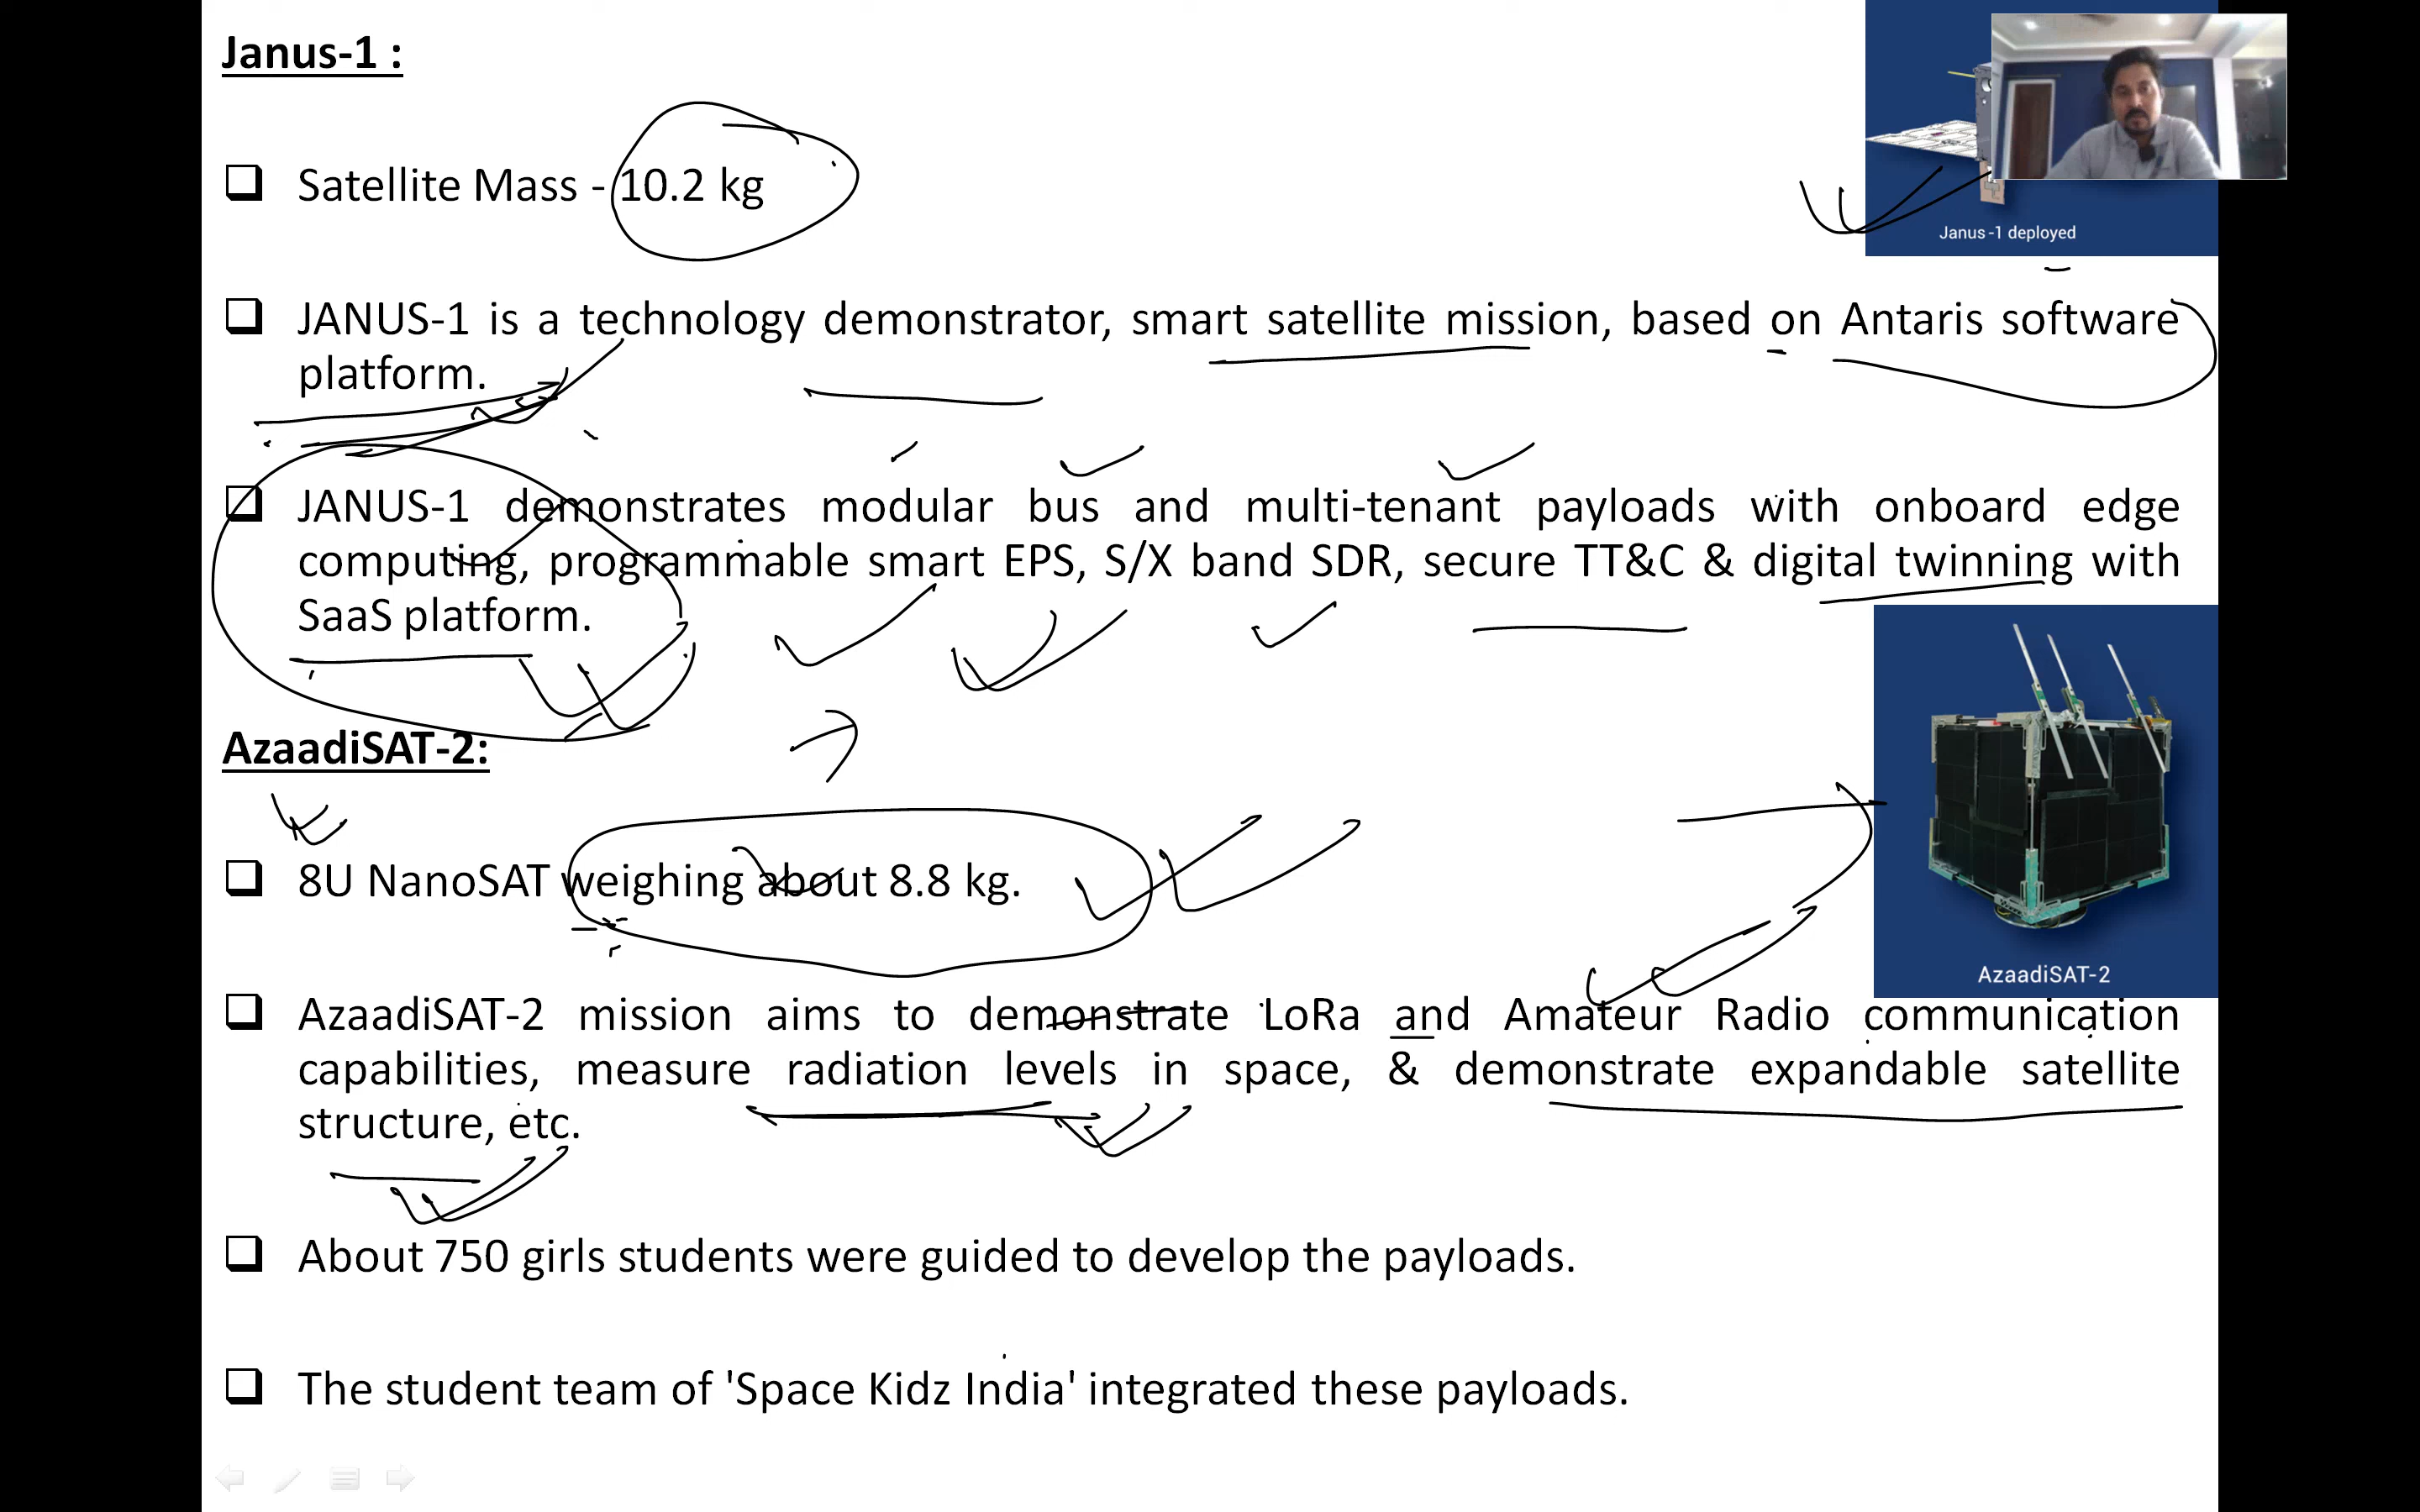 Janus-1 :
Satellite Mass - 10.2 kg
Janus-1 deployed
JANUS-1 is a technology demonstrator, smart satellite mission, based on Antaris software
platform.
JANUS-1 demonstrates modular bus and multi-tenant payloads with onboard edge
computing, programmable smart EPS, S/X band SDR, secure TT&C & digital twinning with
SaaS platform.
AzaadiSAT-2:
8U NanoSAT weighing about 8.8 kg.
AzaadiSAT-2
AzaadiSAT-2 mission aims to demonstrate LoRa and Amateur Radio communication
capabilities, measure radiation levels in space, & demonstrate expandable satellite
structure, etc.
About 750 girls students were guided to develop the payloads.
The student team of 'Space Kidz India' integrated these payloads.